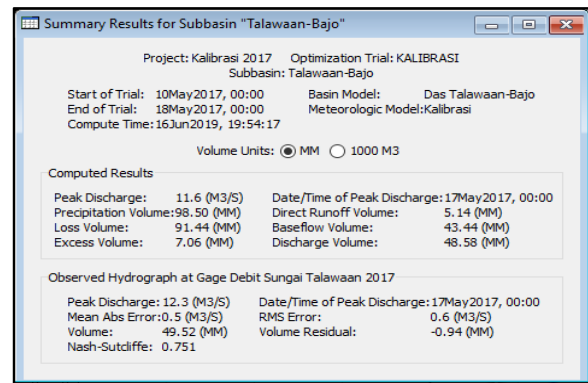 Summary Results for Subbasin "Talawaan-Bajo"
Project: Kalibrasi 2017 Optimization Trial: KALIBRASI
Subbasin: Talawaan-Bajo
Start of Trial: 10May2017, 00:00 Basin Model: Das Talawaan-Bajo
End of Trial: 18May2017, 00:00 Meteorologic Model:Kalibrasi
Compute Time:16Jun2019, 19:54:17
Volume Units: MM 1000 M3
Computed Results
Peak Discharge: 11.6 (M3/S) Date/Time of Peak Discharge:17May2017, 00:00
Precipitation Volume:98.50 (MM) Direct Runoff Volume: 5.14 (MM)
Loss Volume: 91.44 (MM) Baseflow Volume: 43.44 (MM)
Excess Volume: 7.06 (MM) Discharge Volume: 48.58 (MM)
Observed Hydrograph at Gage Debit Sungai Talawaan 2017
Peak Discharge:12.3 (M3/S) Date/Time of Peak Discharge:17May2017, 00:00
Mean Abs Error:0.5 (M3/S) RMS Error: 0.6 (M3/S)
Volume: 49.52 (MM) Volume Residual: -0.94 (MM)
Nash-Sutcliffe: 0.751